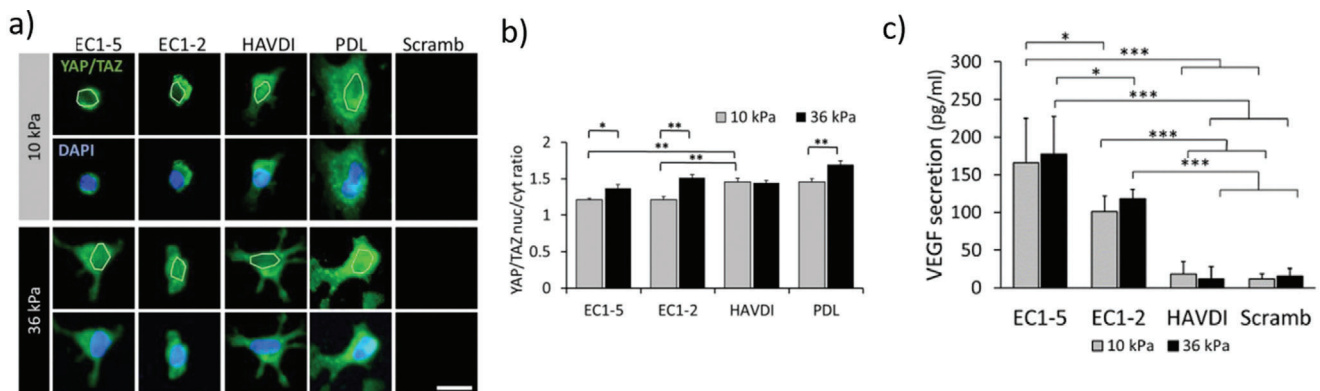 a)
EC1-5 EC1-2 HAVDI PDL Scramb
YAP/TAZ
10 kPa
DAPI
36 kPa
b)
10 kPa 36 kPa
* ** ** ** **
YAP/TAZ nuc/cyt ratio
2
1.5
1
0.5
0
EC1-5 EC1-2 HAVDI PDL
c)
*
***
*
***
***
***
VEGF secretion (pg/ml)
300
250
200
150
100
50
0
EC1-5 EC1-2 HAVDI Scramb
10 kPa 36 kPa